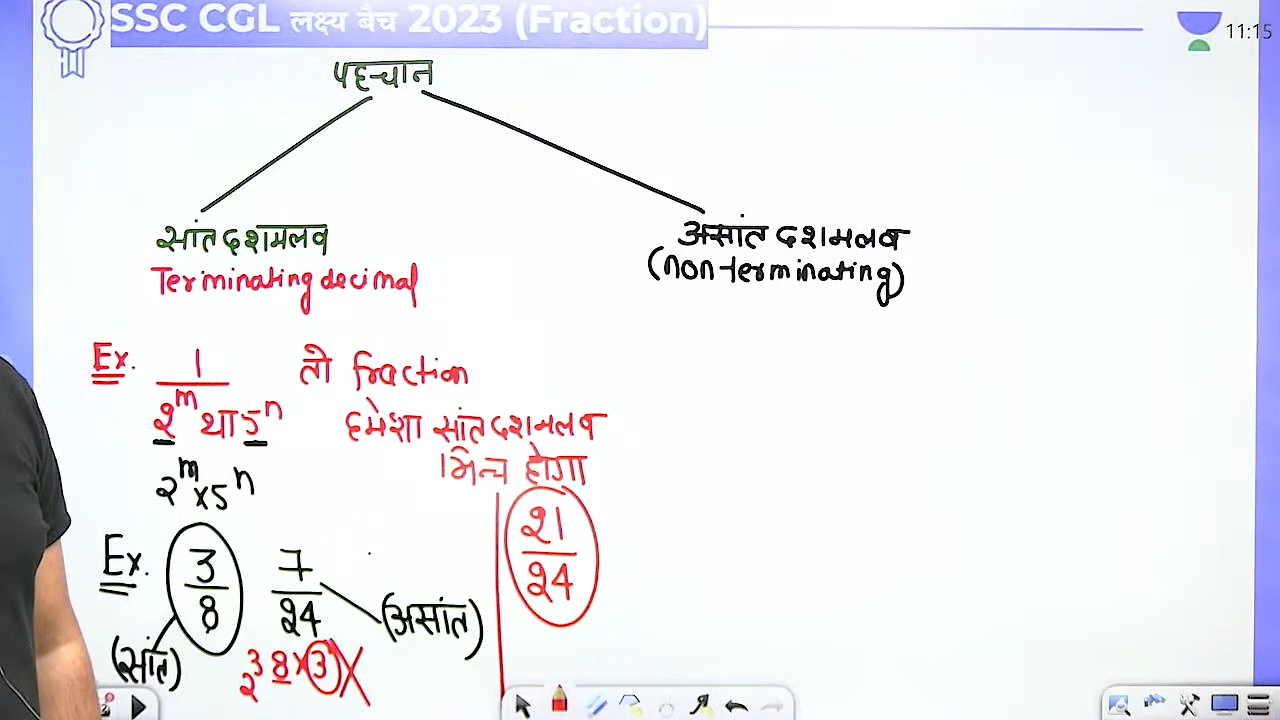 SSC CGL लक्ष्य बैच 2023 (Fraction)
11:15
पहचान
सांत दशमलव
Terminating decimal
असांत दशमलव
(non-terminating)
Ex. 1 / 2^m या 5^n तो fraction
हमेशा सांत दशमलव
भिन्न होगा
2^m × 5^n
Ex. 3/8 7/24 21/24
(सांत) (असांत)
2^3 8×3 ×